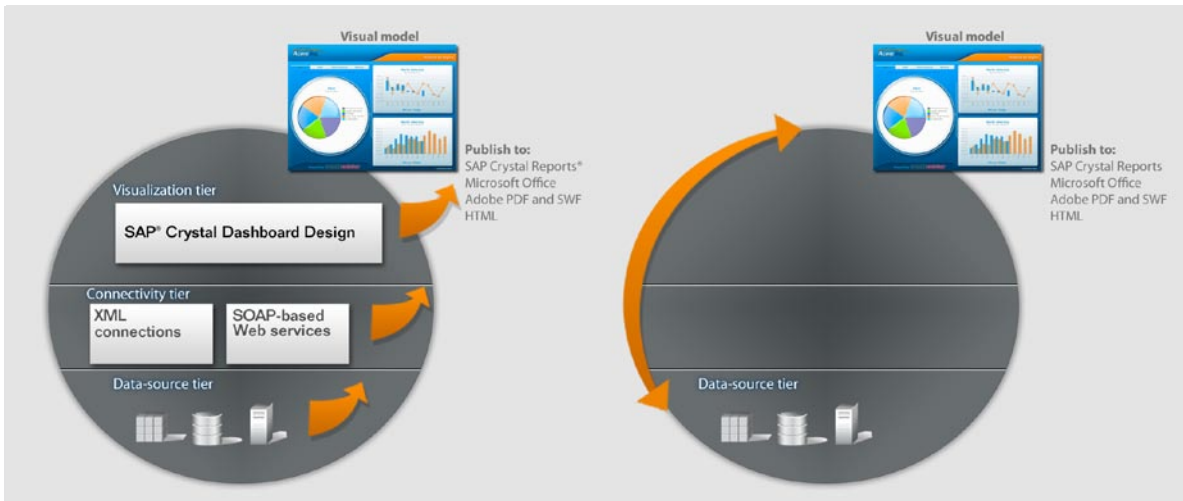 Visual model
Publish to:
SAP Crystal Reports®
Microsoft Office
Adobe PDF and SWF
HTML
Visualization tier
SAP® Crystal Dashboard Design
Connectivity tier
XML
connections
SOAP-based
Web services
Data-source tier
Visual model
Publish to:
SAP Crystal Reports
Microsoft Office
Adobe PDF and SWF
HTML
Data-source tier